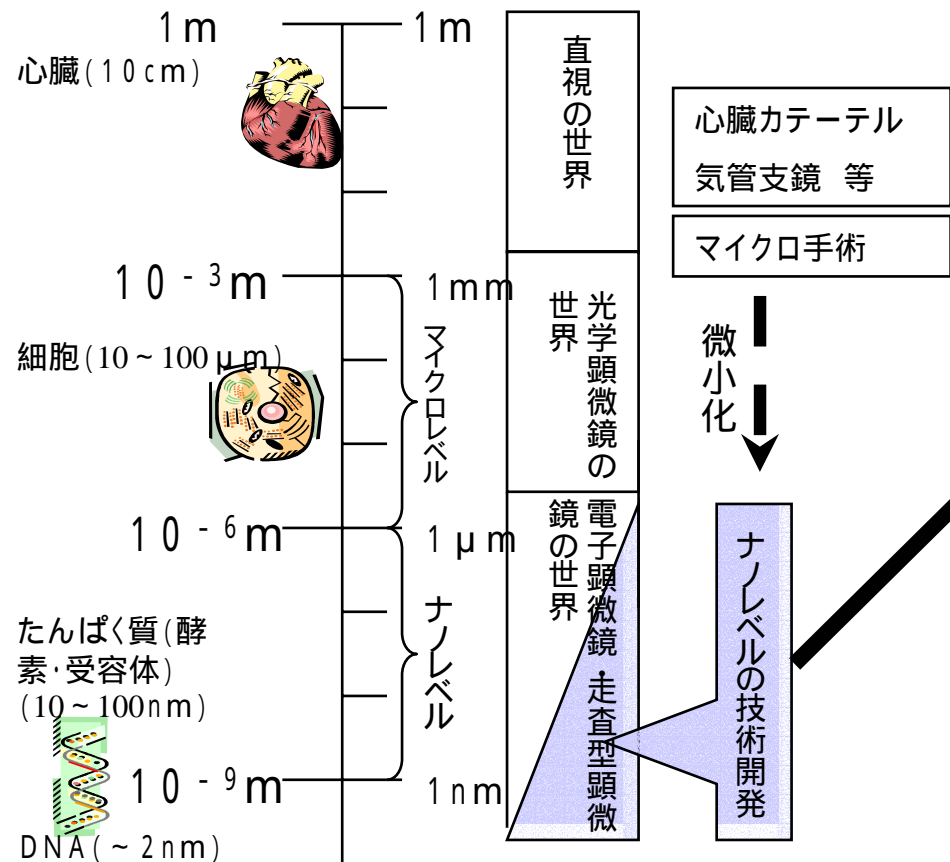 1m
1m
心臓(10cm)
10-3m
1mm
細胞(10~100μm)
マイクロレベル
10-6m
1μm
ナノレベル
たんぱく質(酵
素・受容体)
(10~100nm)
10-9m
1nm
DNA(~2nm)
直視の世界
光学顕微鏡の
世界
電子顕微鏡・走査型顕微
鏡の世界
心臓カテーテル
気管支鏡 等
マイクロ手術
微小化
ナノレベルの技術開発